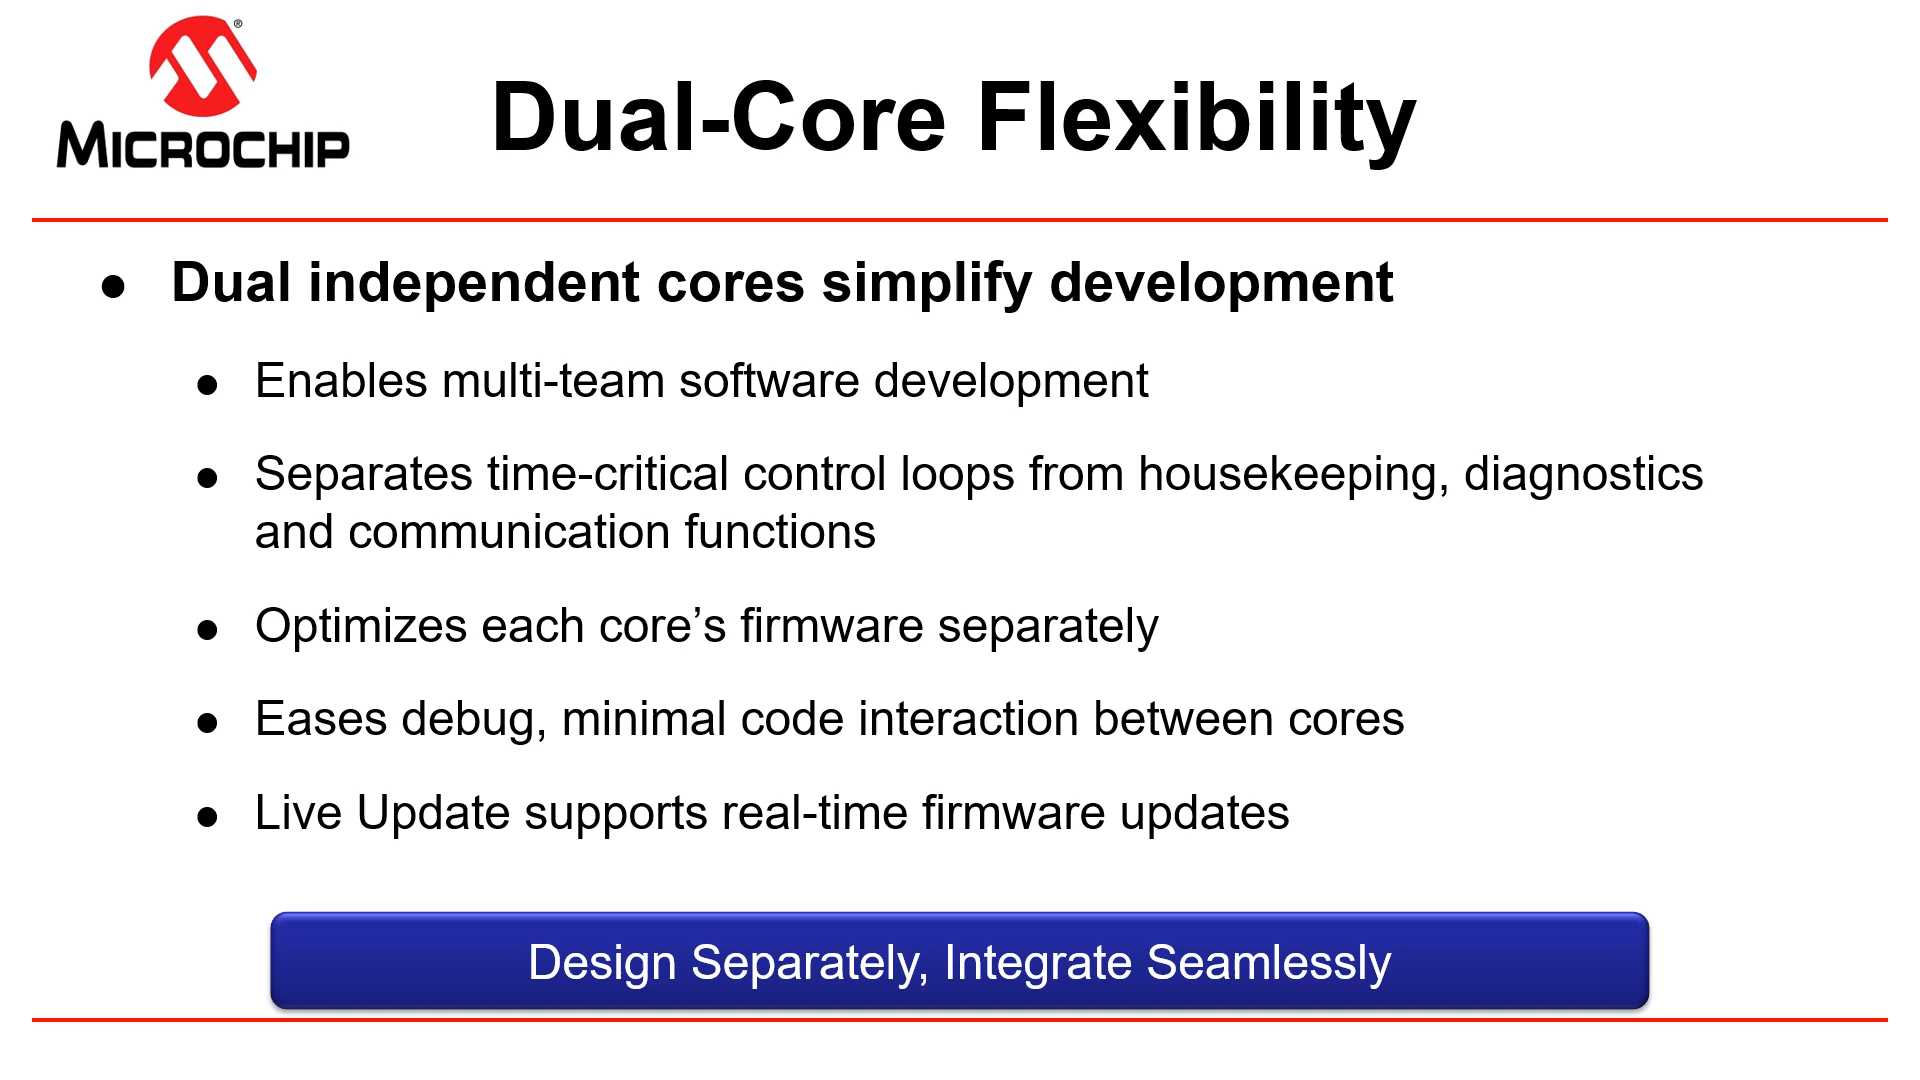 ®
MICROCHIP
Dual-Core Flexibility
● Dual independent cores simplify development
● Enables multi-team software development
● Separates time-critical control loops from housekeeping, diagnostics
and communication functions
● Optimizes each core’s firmware separately
● Eases debug, minimal code interaction between cores
● Live Update supports real-time firmware updates
Design Separately, Integrate Seamlessly